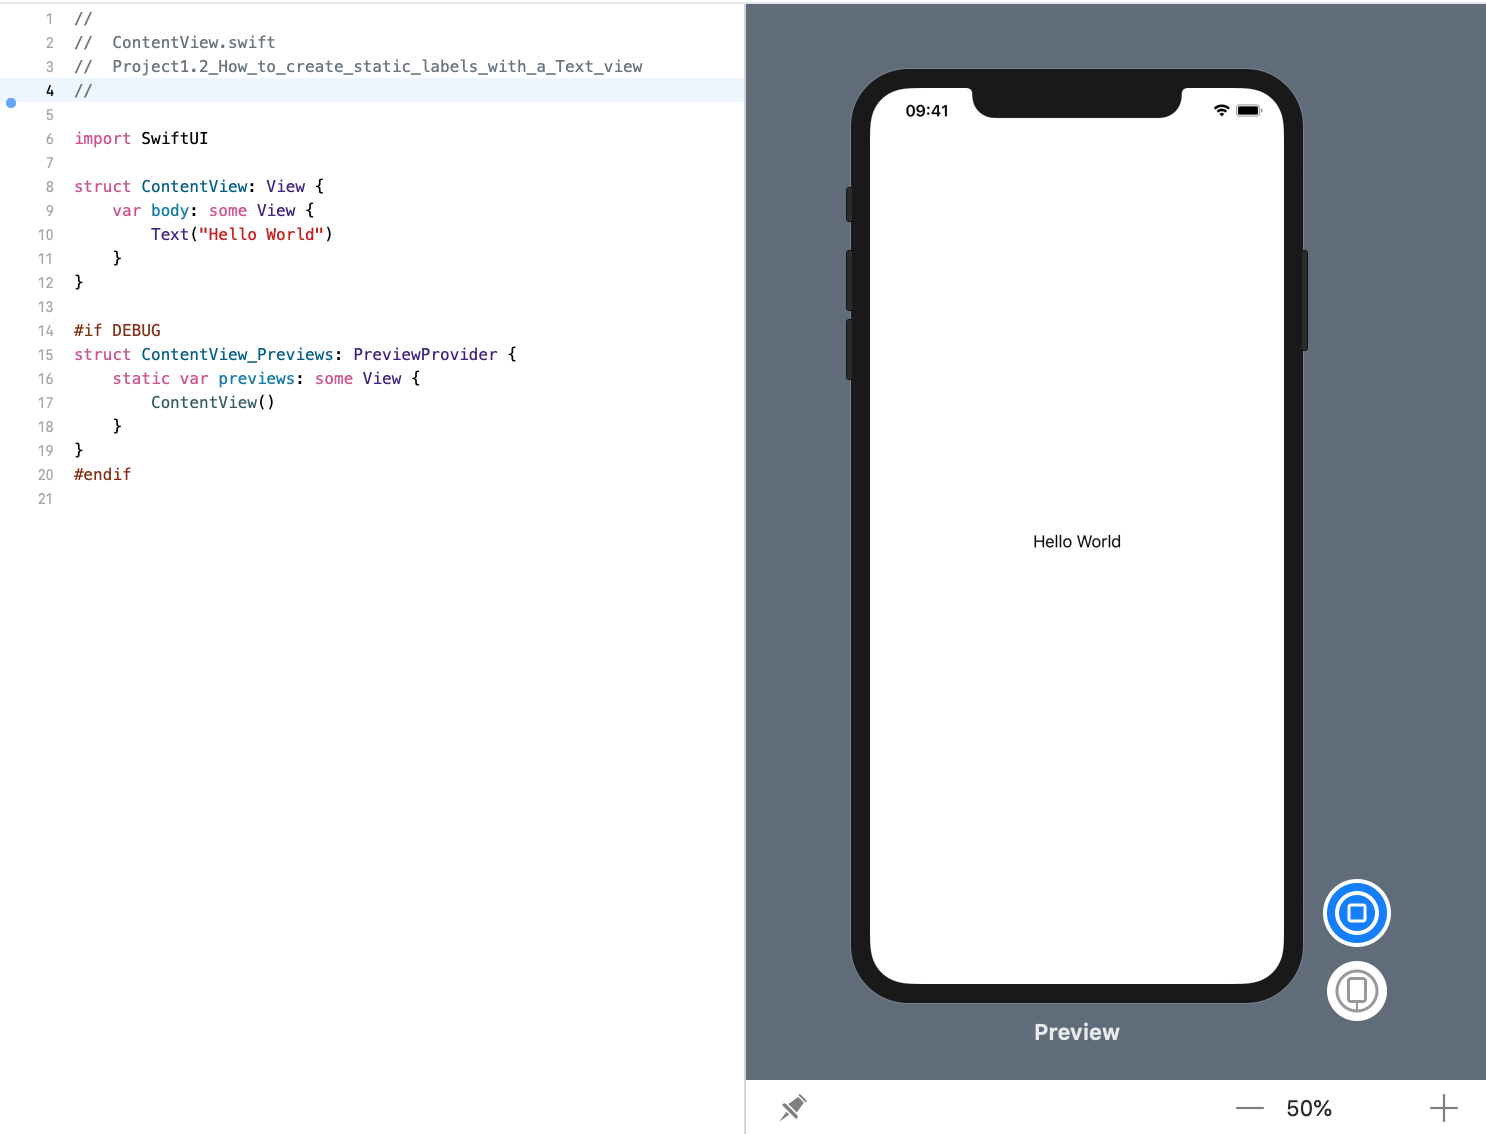 1 //
2 //  ContentView.swift
3 //  Project1.2_How_to_create_static_labels_with_a_Text_view
4 //
5
6 import SwiftUI
7
8 struct ContentView: View {
9     var body: some View {
10         Text("Hello World")
11     }
12 }
13
14 #if DEBUG
15 struct ContentView_Previews: PreviewProvider {
16     static var previews: some View {
17         ContentView()
18     }
19 }
20 #endif
21
09:41
Hello World
Preview
50%